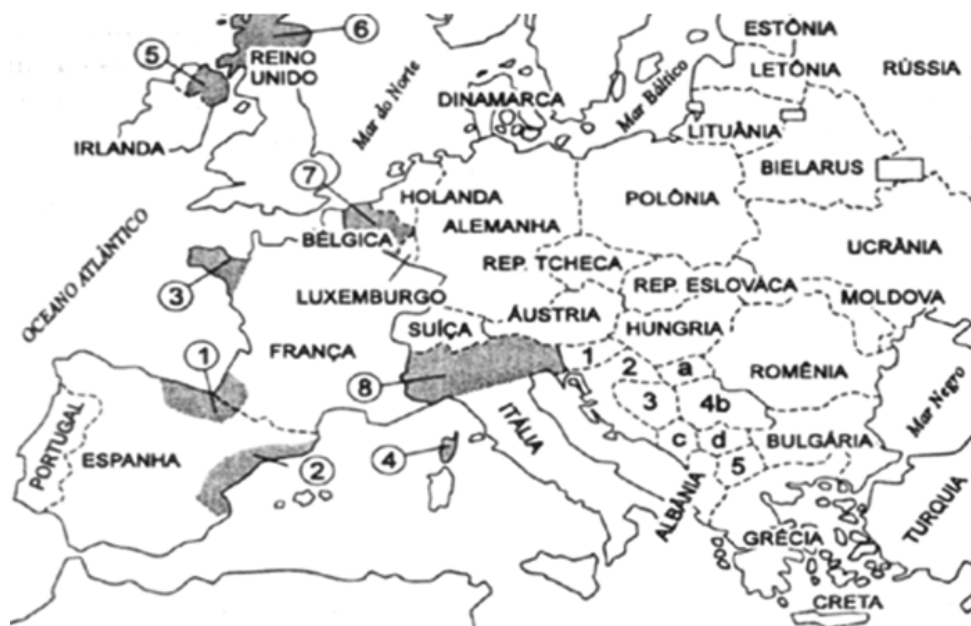 6
5
REINO
UNIDO
Mar do Norte
DINAMARCA
Mar Báltico
ESTÔNIA
LETÔNIA
RÚSSIA
LITUÂNIA
BIELARUS
IRLANDA
7
HOLANDA
ALEMANHA
POLÔNIA
BÉLGICA
OCEANO ATLÂNTICO
UCRÂNIA
REP. TCHECA
REP. ESLOVÁCA
3
LUXEMBURGO
MOLDOVA
ÁUSTRIA
SUÍÇA
HUNGRIA
FRANÇA
1
8
1
2
a
ROMÊNIA
3
4b
Mar Negro
ITÁLIA
c
d
BULGÁRIA
PORTUGAL
ESPANHA
2
4
5
ALBÂNIA
TURQUIA
GRÉCIA
CRETA